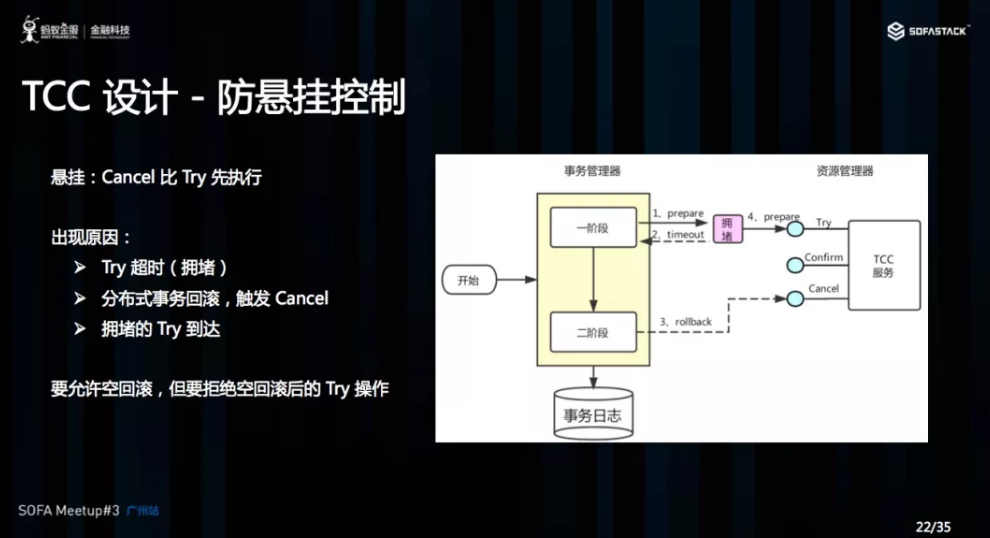 蚂蚁金服 金融科技
ANT FINANCIAL
SOFASTACK™
TCC 设计 - 防悬挂控制
悬挂：Cancel 比 Try 先执行
出现原因：
➢ Try 超时（拥堵）
➢ 分布式事务回滚，触发 Cancel
➢ 拥堵的 Try 到达
要允许空回滚，但要拒绝空回滚后的 Try 操作
事务管理器
资源管理器
开始
一阶段
二阶段
事务日志
1、prepare
2、timeout
拥
堵
4、prepare
3、rollback
Try
Confirm
Cancel
TCC
服务
SOFA Meetup#3 广州站
22/35